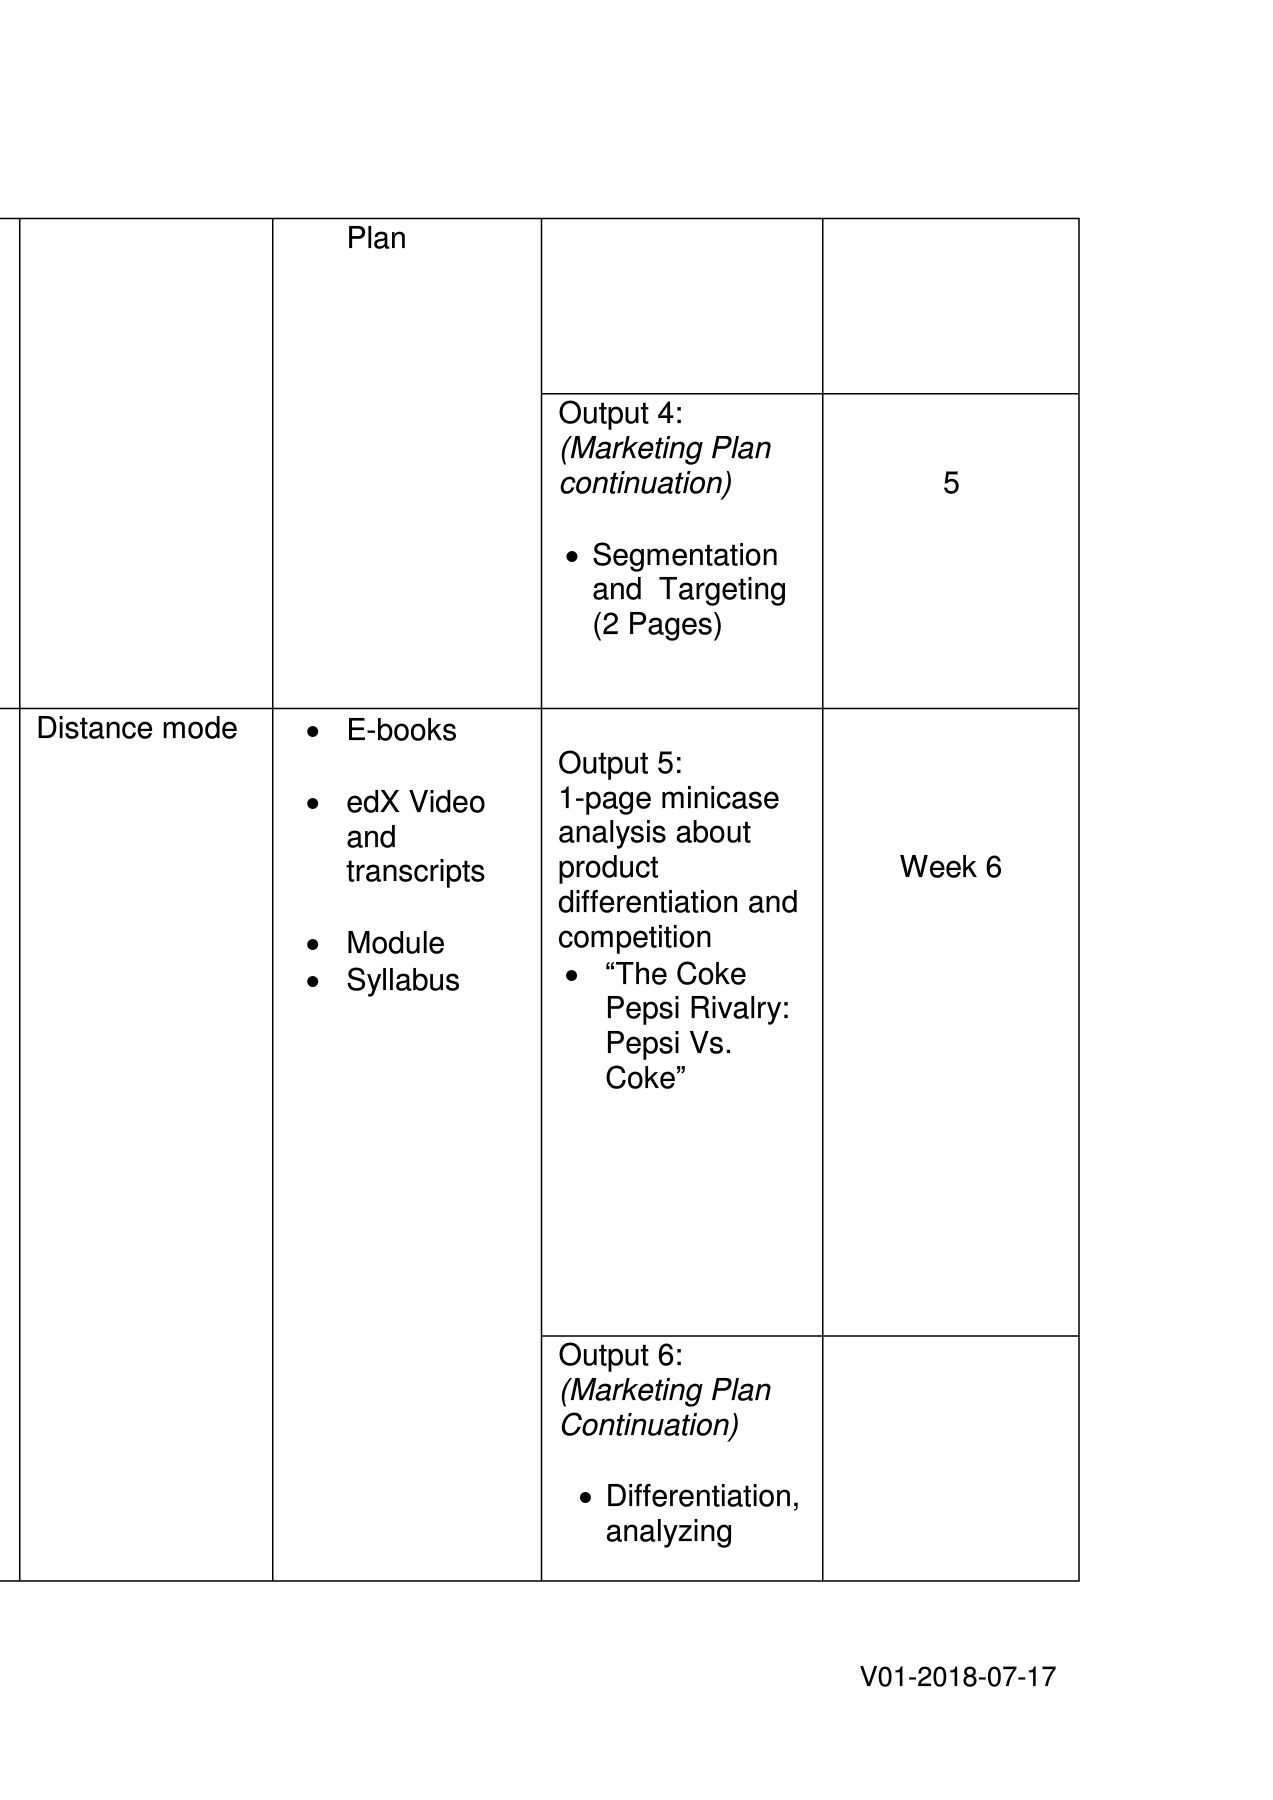 Plan
Output 4:
(Marketing Plan
continuation)
• Segmentation
and  Targeting
(2 Pages)
5
Distance mode
• E-books
• edX Video
and
transcripts
• Module
• Syllabus
Output 5:
1-page minicase
analysis about
product
differentiation and
competition
• “The Coke
Pepsi Rivalry:
Pepsi Vs.
Coke”
Week 6
Output 6:
(Marketing Plan
Continuation)
• Differentiation,
analyzing
V01-2018-07-17